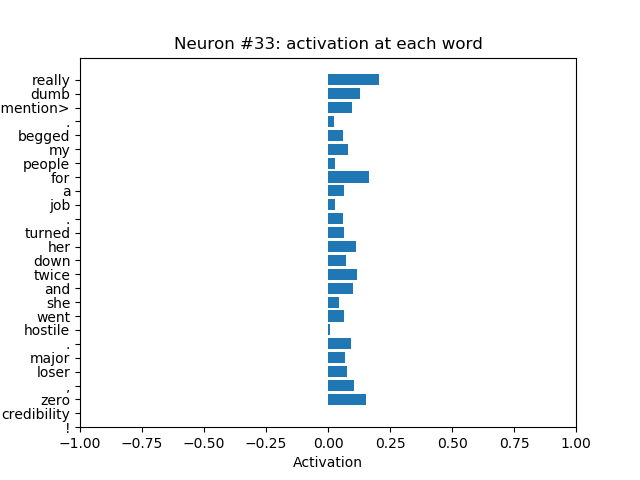 Neuron #33: activation at each word
really
dumb
mention>
.
begged
my
people
for
a
job
.
turned
her
down
twice
and
she
went
hostile
.
major
loser
,
zero
credibility
!
−1.00 −0.75 −0.50 −0.25 0.00 0.25 0.50 0.75 1.00
Activation